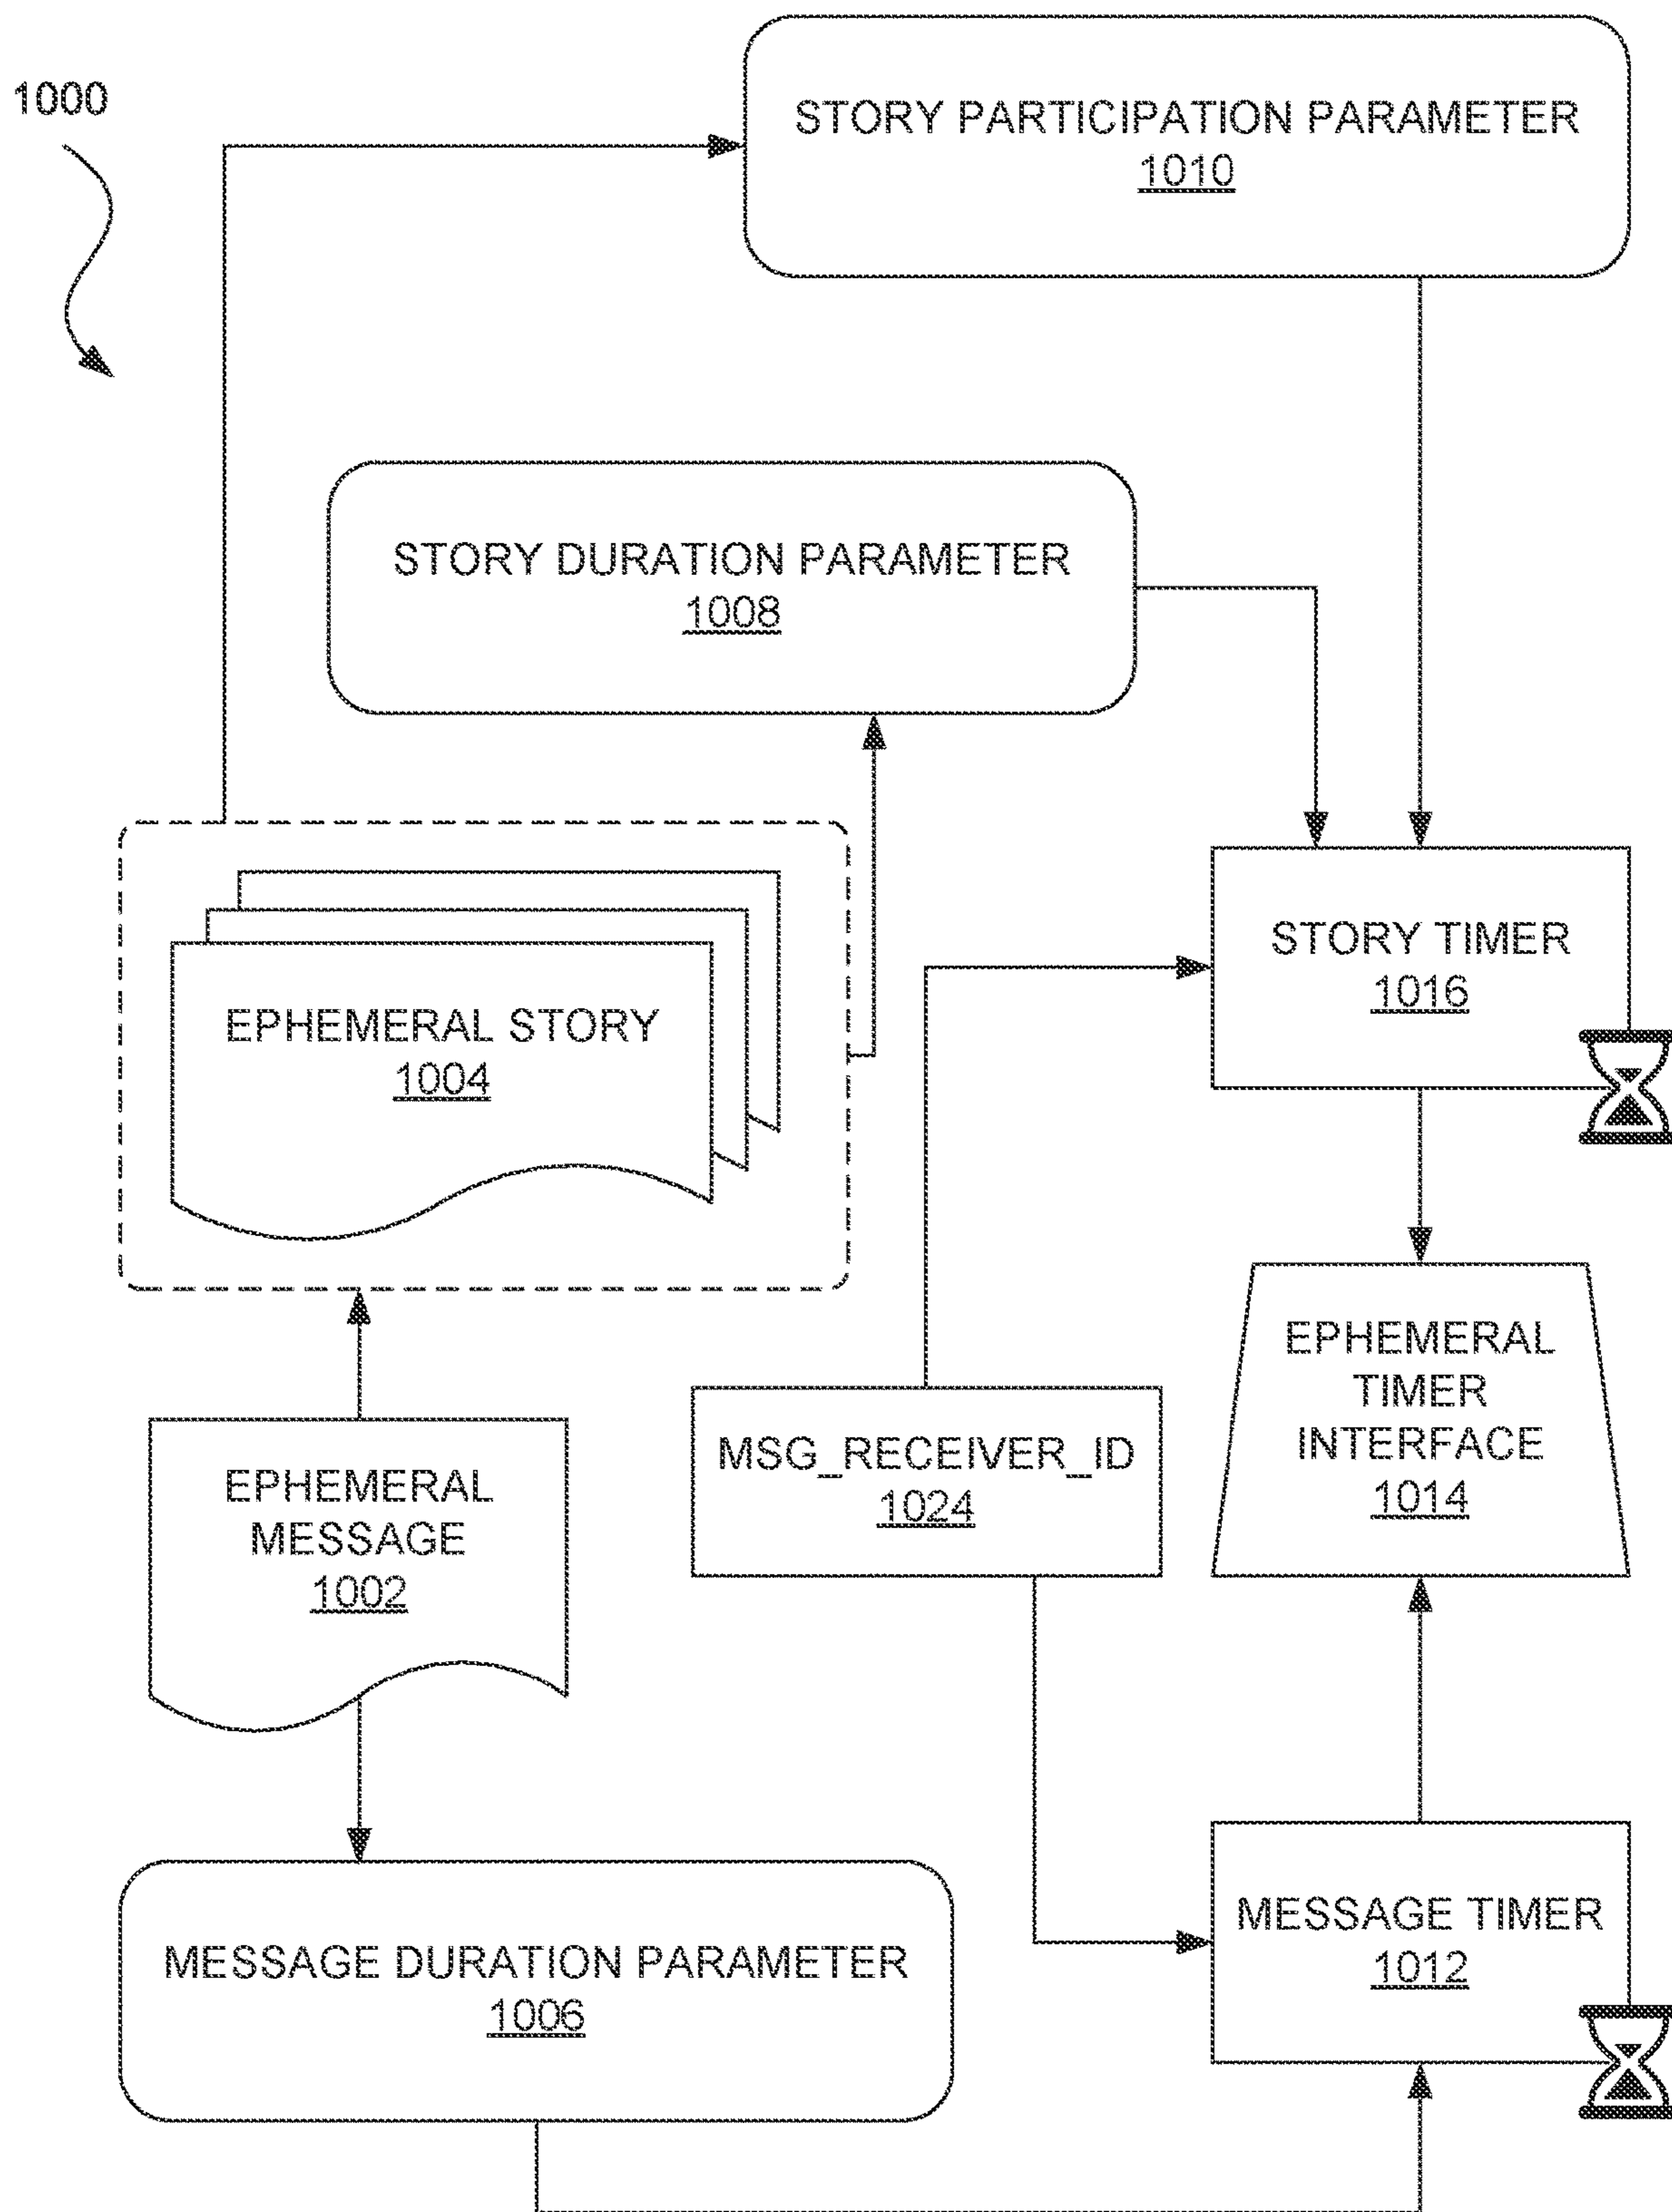 1000
STORY PARTICIPATION PARAMETER
1010
STORY DURATION PARAMETER
1008
STORY TIMER
1016
EPHEMERAL STORY
1004
EPHEMERAL
TIMER
INTERFACE
1014
MSG_RECEIVER_ID
1024
EPHEMERAL
MESSAGE
1002
MESSAGE TIMER
1012
MESSAGE DURATION PARAMETER
1006